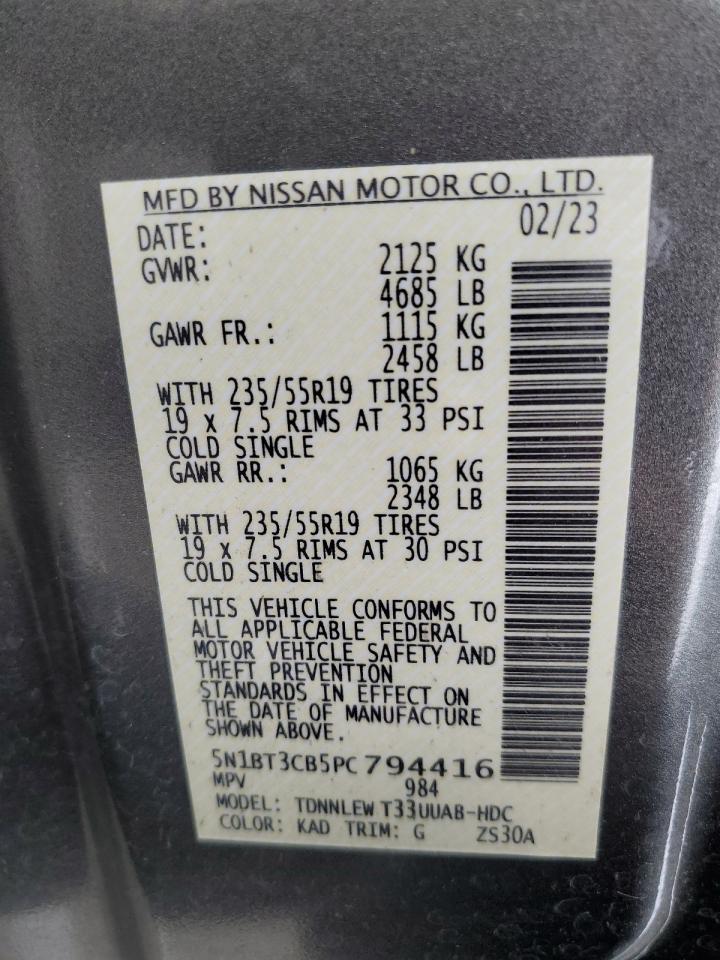 MFD BY NISSAN MOTOR CO., LTD.
DATE: 02/23
GVWR: 2125 KG
4685 LB
GAWR FR.: 1115 KG
2458 LB
WITH 235/55R19 TIRES
19 x 7.5 RIMS AT 33 PSI
COLD SINGLE
GAWR RR.: 1065 KG
2348 LB
WITH 235/55R19 TIRES
19 x 7.5 RIMS AT 30 PSI
COLD SINGLE
THIS VEHICLE CONFORMS TO
ALL APPLICABLE FEDERAL
MOTOR VEHICLE SAFETY AND
THEFT PREVENTION
STANDARDS IN EFFECT ON
THE DATE OF MANUFACTURE
SHOWN ABOVE.
5N1BT3CB5PC794416
MPV 984
MODEL: TDNNLEW T33UUAB-HDC
COLOR: KAD TRIM: G ZS30A